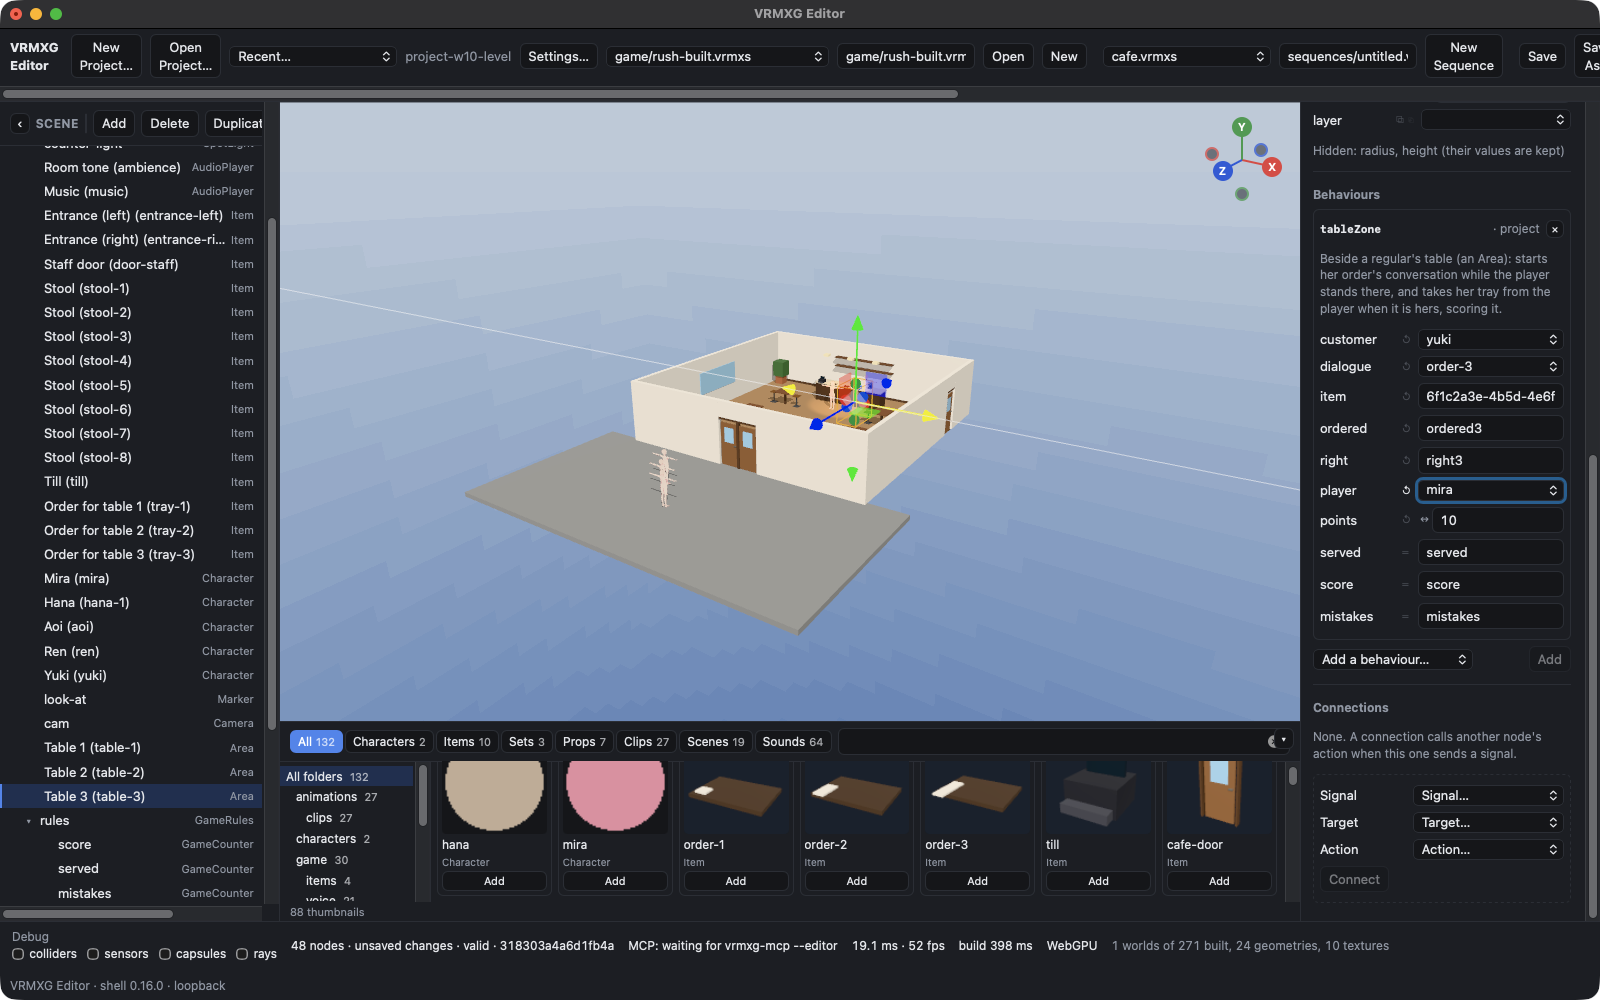 VRMXG Editor
VRMXG
Editor
New
Project...
Open
Project...
Recent...
project-w10-level
Settings...
game/rush-built.vrmxs
game/rush-built.vrm
Open
New
cafe.vrmxs
sequences/untitled.
New
Sequence
Save
‹ SCENE
Add
Delete
Room tone (ambience) AudioPlayer
Music (music) AudioPlayer
Entrance (left) (entrance-left) Item
Entrance (right) (entrance-ri... Item
Staff door (door-staff) Item
Stool (stool-1) Item
Stool (stool-2) Item
Stool (stool-3) Item
Stool (stool-4) Item
Stool (stool-5) Item
Stool (stool-6) Item
Stool (stool-7) Item
Stool (stool-8) Item
Till (till) Item
Order for table 1 (tray-1) Item
Order for table 2 (tray-2) Item
Order for table 3 (tray-3) Item
Mira (mira) Character
Hana (hana-1) Character
Aoi (aoi) Character
Ren (ren) Character
Yuki (yuki) Character
look-at Marker
cam Camera
Table 1 (table-1) Area
Table 2 (table-2) Area
Table 3 (table-3) Area
rules GameRules
score GameCounter
served GameCounter
mistakes GameCounter
Y
X
Z
All 132
Characters 2
Items 10
Sets 3
Props 7
Clips 27
Scenes 19
Sounds 64
All folders 132
animations 27
clips 27
characters 2
game 30
items 4
88 thumbnails
hana
Character
Add
mira
Character
Add
order-1
Item
Add
order-2
Item
Add
order-3
Item
Add
till
Item
Add
cafe-door
Item
Add
layer
Hidden: radius, height (their values are kept)
Behaviours
tableZone · project ×
Beside a regular's table (an Area): starts
her order's conversation while the player
stands there, and takes her tray from the
player when it is hers, scoring it.
customer yuki
dialogue order-3
item 6f1c2a3e-4b5d-4e6f
ordered ordered3
right right3
player mira
points ↔ 10
served = served
score = score
mistakes = mistakes
Add a behaviour... Add
Connections
None. A connection calls another node's
action when this one sends a signal.
Signal Signal...
Target Target...
Action Action...
Connect
Debug
colliders sensors capsules rays
48 nodes · unsaved changes · valid · 318303a4a6d1fb4a MCP: waiting for vrmxg-mcp --editor 19.1 ms · 52 fps build 398 ms WebGPU 1 worlds of 271 built, 24 geometries, 10 textures
VRMXG Editor · shell 0.16.0 · loopback